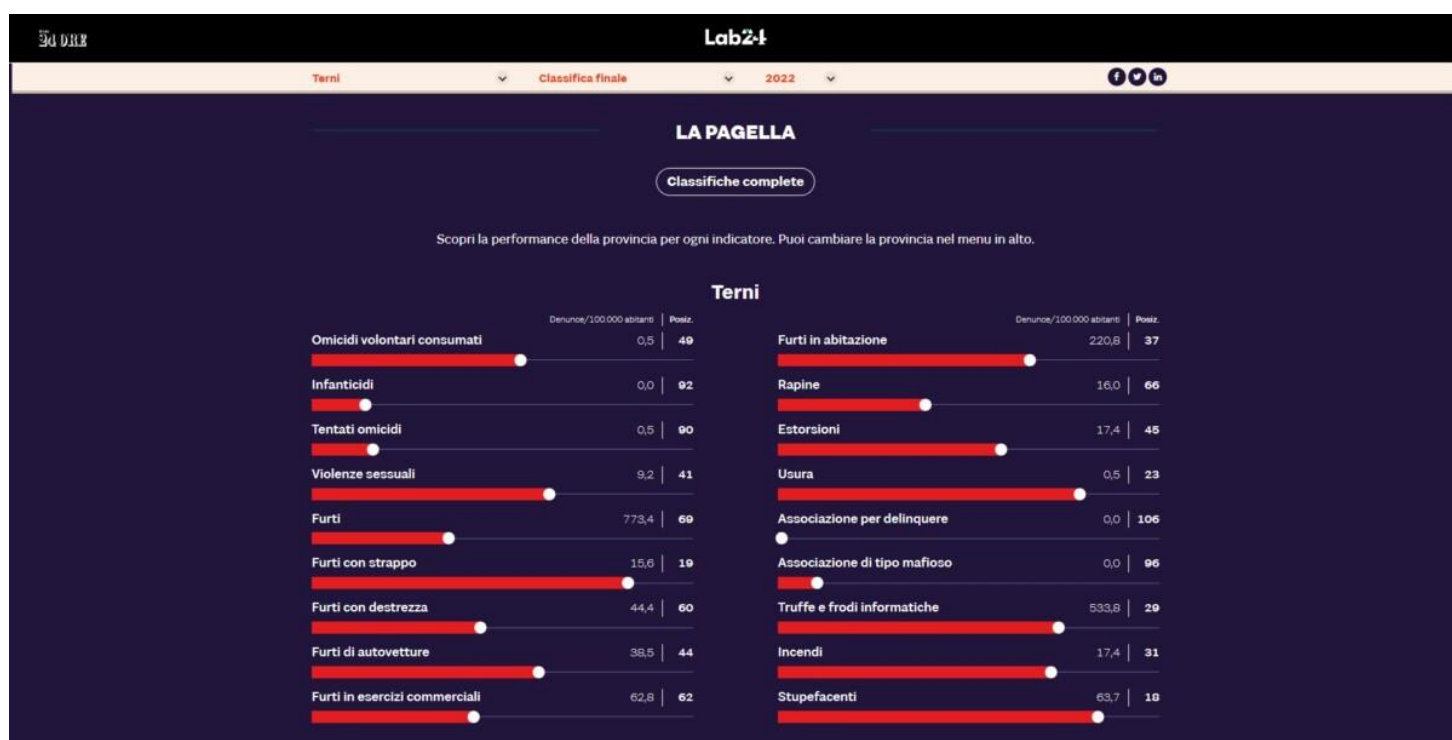 24 ORE
Lab24
Terni Classifica finale 2022
LA PAGELLA
Classifiche complete
Scopri la performance della provincia per ogni indicatore. Puoi cambiare la provincia nel menu in alto.
Terni
Denunce/100.000 abitanti | Posiz.
Omicidi volontari consumati 0,5 | 49
Infanticidi 0,0 | 92
Tentati omicidi 0,5 | 90
Violenze sessuali 9,2 | 41
Furti 773,4 | 69
Furti con strappo 15,6 | 19
Furti con destrezza 44,4 | 60
Furti di autovetture 38,5 | 44
Furti in esercizi commerciali 62,8 | 62
Denunce/100.000 abitanti | Posiz.
Furti in abitazione 220,8 | 37
Rapine 16,0 | 66
Estorsioni 17,4 | 45
Usura 0,5 | 23
Associazione per delinquere 0,0 | 106
Associazione di tipo mafioso 0,0 | 96
Truffe e frodi informatiche 533,8 | 29
Incendi 17,4 | 31
Stupefacenti 63,7 | 18